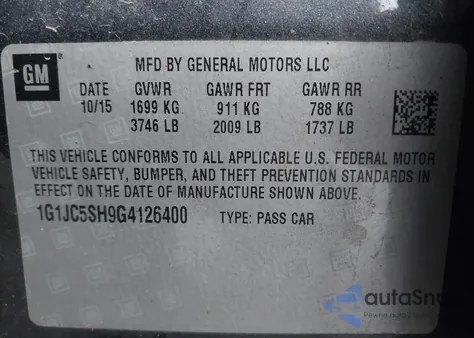 GM
MFD BY GENERAL MOTORS LLC
DATE GVWR GAWR FRT GAWR RR
10/15 1699 KG 911 KG 788 KG
3746 LB 2009 LB 1737 LB
THIS VEHICLE CONFORMS TO ALL APPLICABLE U.S. FEDERAL MOTOR
VEHICLE SAFETY, BUMPER, AND THEFT PREVENTION STANDARDS
IN EFFECT ON THE DATE OF MANUFACTURE SHOWN ABOVE.
1G1JC5SH9G4126400 TYPE: PASS CAR